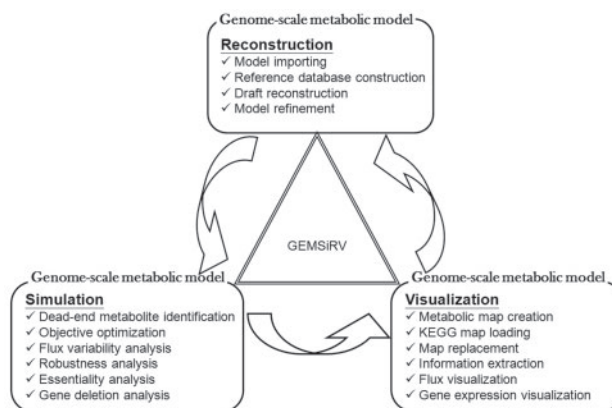 Genome-scale metabolic model
Reconstruction
✓ Model importing
✓ Reference database construction
✓ Draft reconstruction
✓ Model refinement
GEMSiRV
Genome-scale metabolic model
Simulation
✓ Dead-end metabolite identification
✓ Objective optimization
✓ Flux variability analysis
✓ Robustness analysis
✓ Essentiality analysis
✓ Gene deletion analysis
Genome-scale metabolic model
Visualization
✓ Metabolic map creation
✓ KEGG map loading
✓ Map replacement
✓ Information extraction
✓ Flux visualization
✓ Gene expression visualization